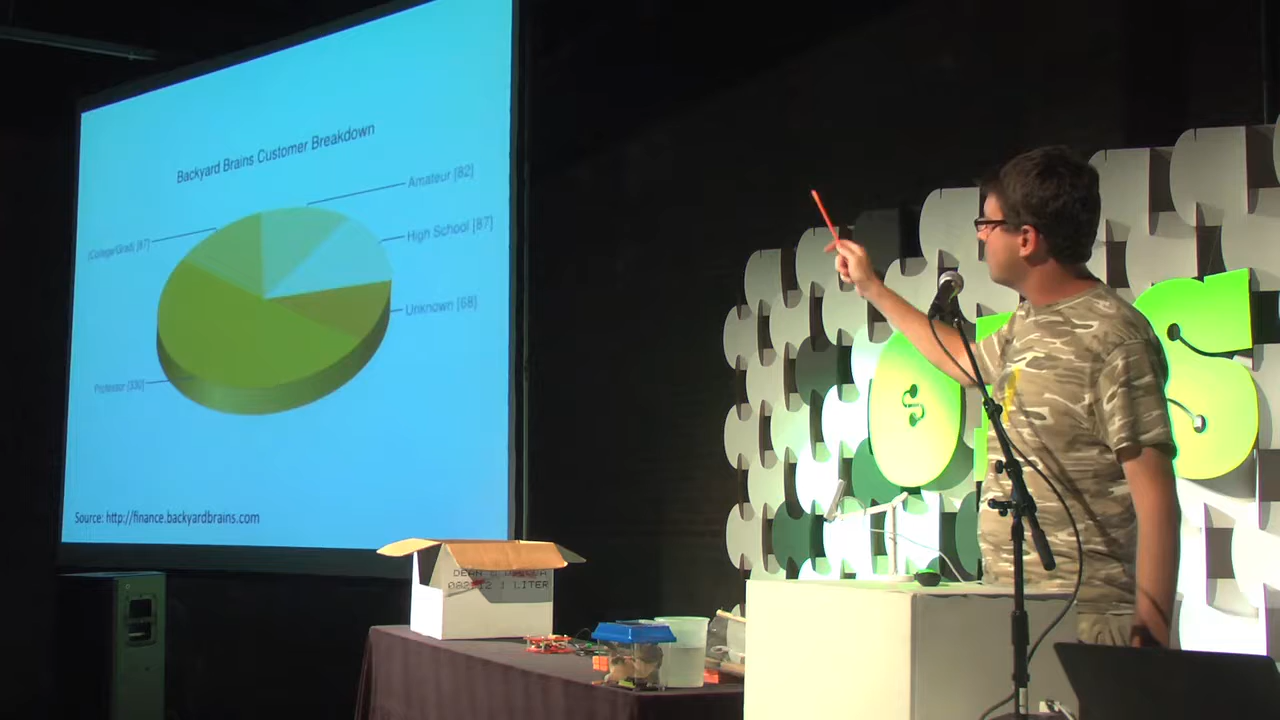 Backyard Brains Customer Breakdown
Amateur [82]
High School [87]
(College/Grad) [87]
Unknown [68]
Professor [330]
Source: http://finance.backyardbrains.com
1 LITER